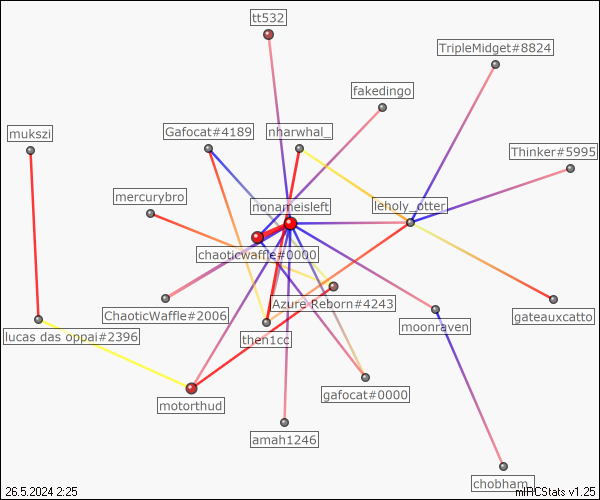 tt532
TripleMidget#8824
fakedingo
mukszi
Gafocat#4189
nharwhal_
Thinker#5995
mercurybro
nonameisleft
leholy_otter
chaoticwaffle#0000
ChaoticWaffle#2006
Azure Reborn#4243
gateauxcatto
moonraven
lucas das oppai#2396
then1cc
gafocat#0000
motorthud
amah1246
chobham_
26.5.2024 2:25
mIRCStats v1.25